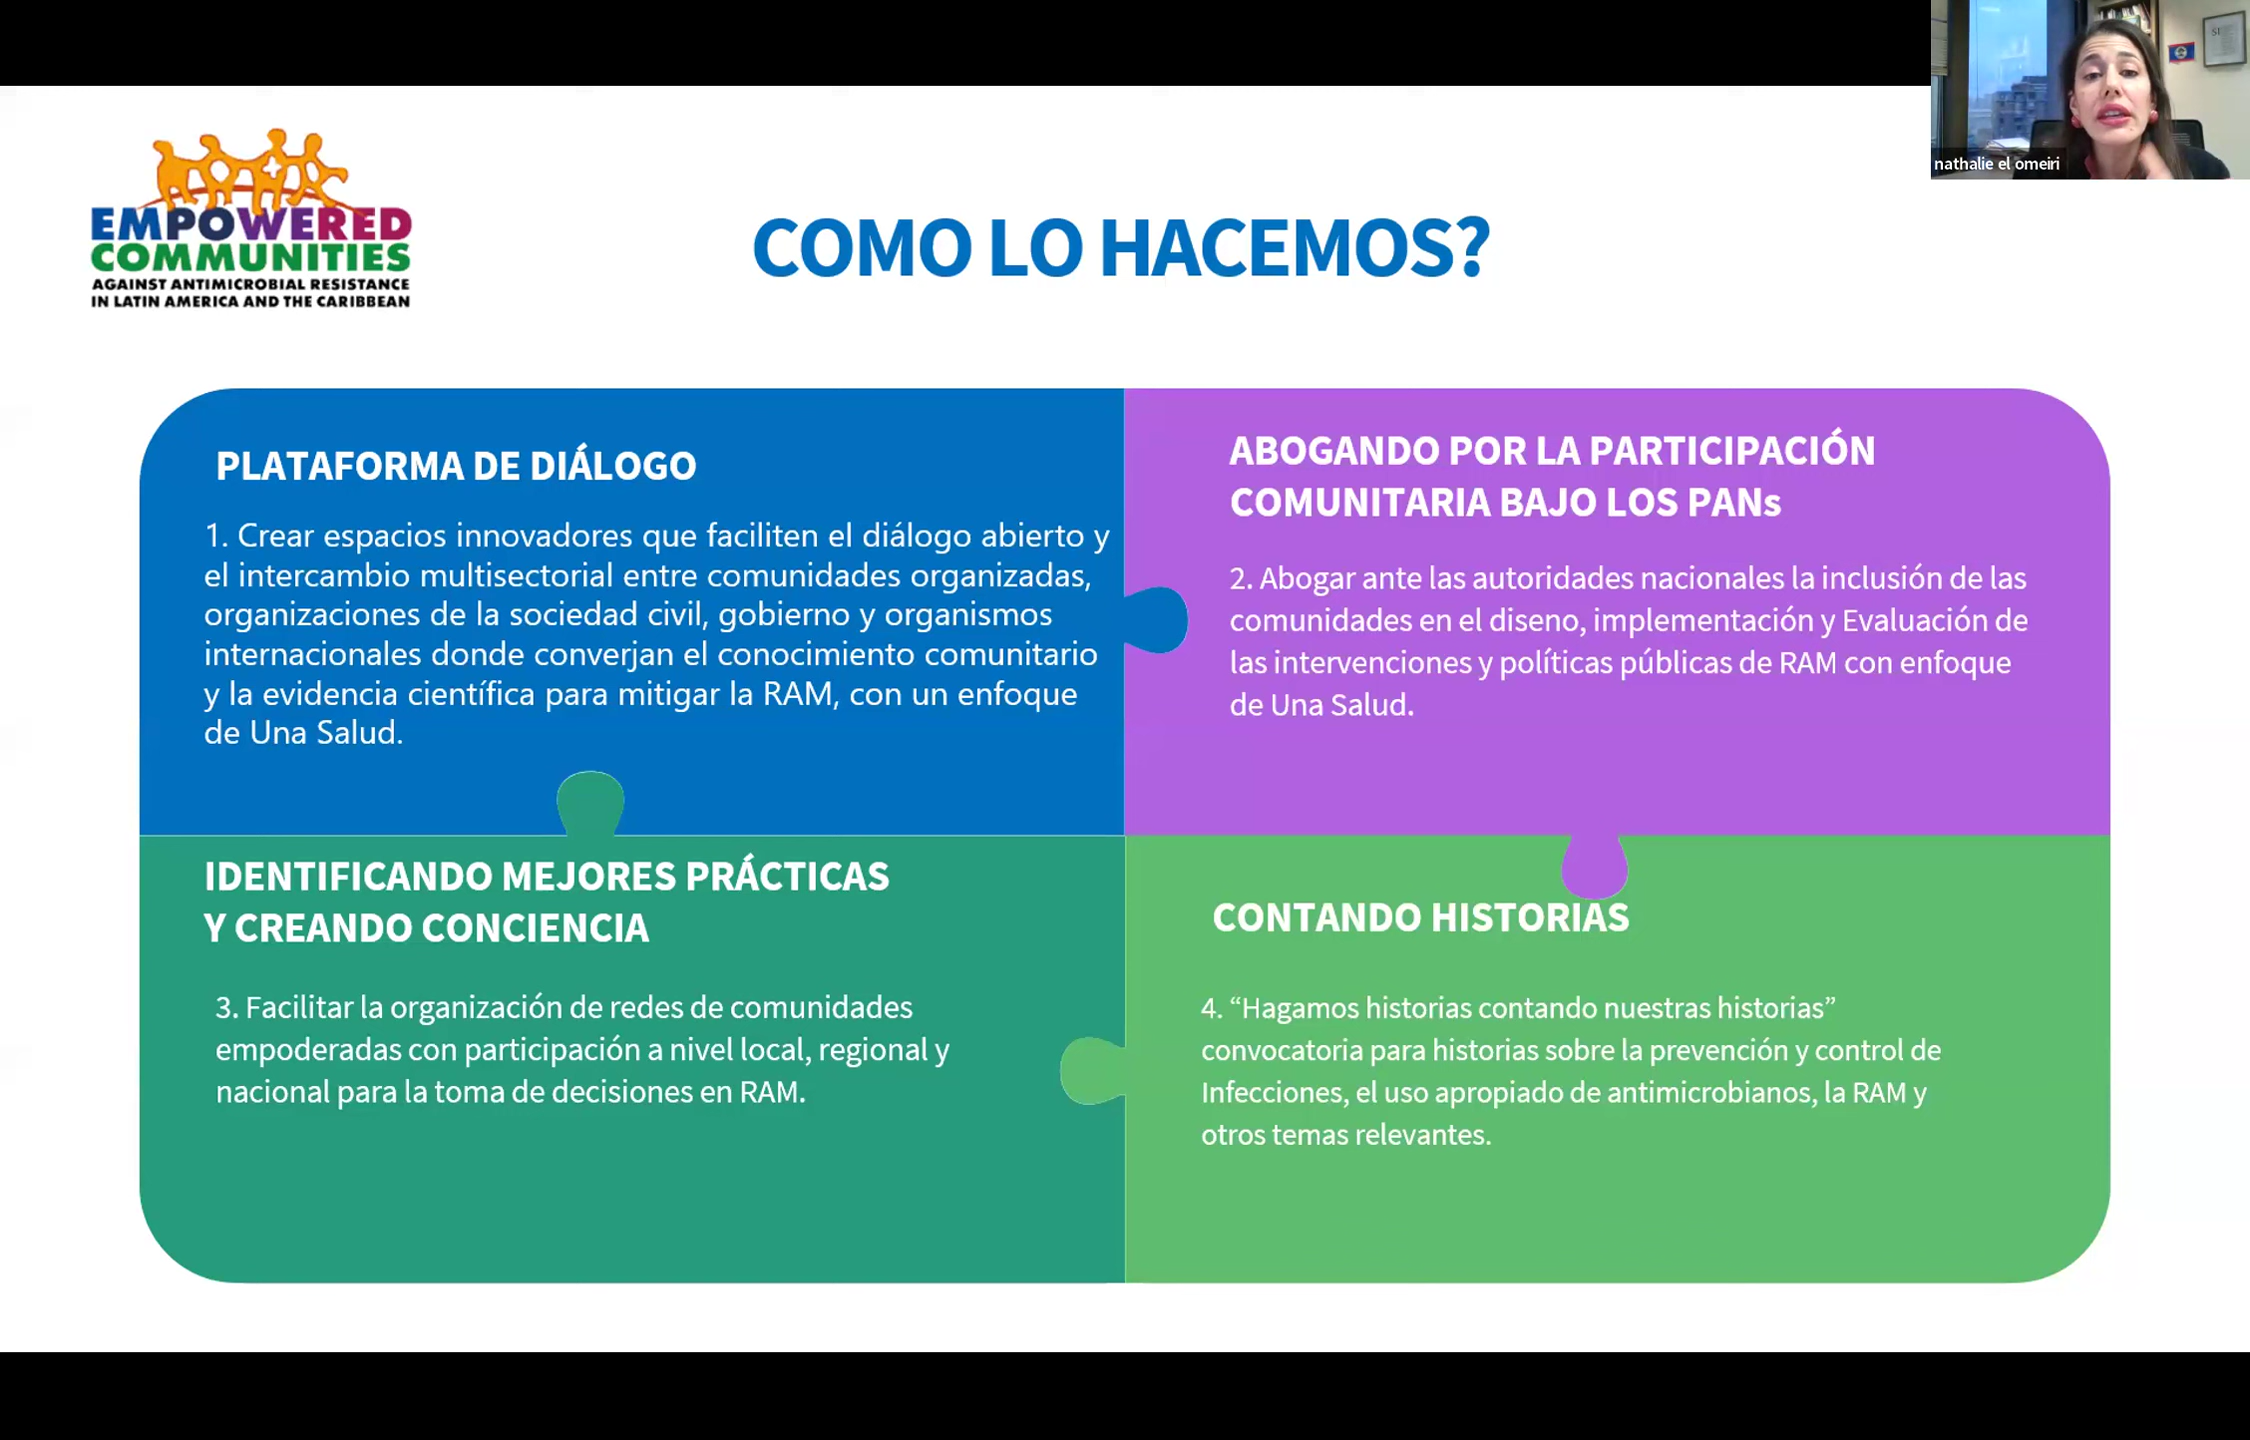 nathalie el omeiri
EMPOWERED
COMMUNITIES
AGAINST ANTIMICROBIAL RESISTANCE
IN LATIN AMERICA AND THE CARIBBEAN
COMO LO HACEMOS?
PLATAFORMA DE DIÁLOGO
1. Crear espacios innovadores que faciliten el diálogo abierto y
el intercambio multisectorial entre comunidades organizadas,
organizaciones de la sociedad civil, gobierno y organismos
internacionales donde converjan el conocimiento comunitario
y la evidencia científica para mitigar la RAM, con un enfoque
de Una Salud.
ABOGANDO POR LA PARTICIPACIÓN
COMUNITARIA BAJO LOS PANs
2. Abogar ante las autoridades nacionales la inclusión de las
comunidades en el diseno, implementación y Evaluación de
las intervenciones y políticas públicas de RAM con enfoque
de Una Salud.
IDENTIFICANDO MEJORES PRÁCTICAS
Y CREANDO CONCIENCIA
3. Facilitar la organización de redes de comunidades
empoderadas con participación a nivel local, regional y
nacional para la toma de decisiones en RAM.
CONTANDO HISTORIAS
4. “Hagamos historias contando nuestras historias”
convocatoria para historias sobre la prevención y control de
Infecciones, el uso apropiado de antimicrobianos, la RAM y
otros temas relevantes.